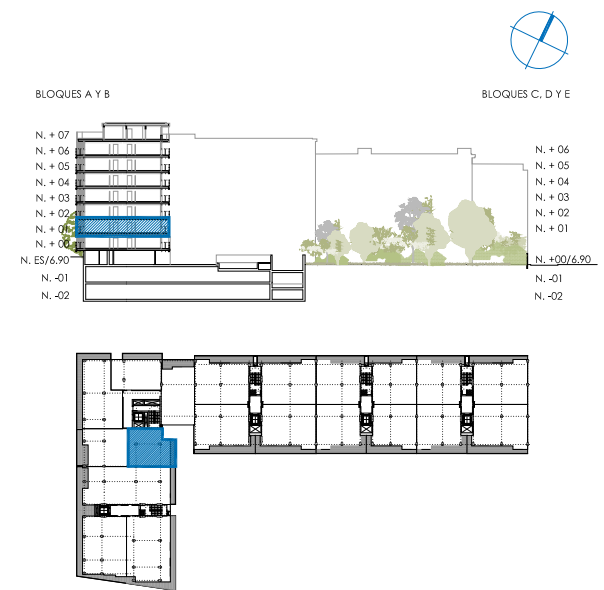 BLOQUES A Y B
BLOQUES C, D Y E
N. + 07
N. + 06
N. + 05
N. + 04
N. + 03
N. + 02
N. + 01
N. + 00
N. ES/6.90
N. -01
N. -02
N. + 06
N. + 05
N. + 04
N. + 03
N. + 02
N. + 01
N. +00/6.90
N. -01
N. -02